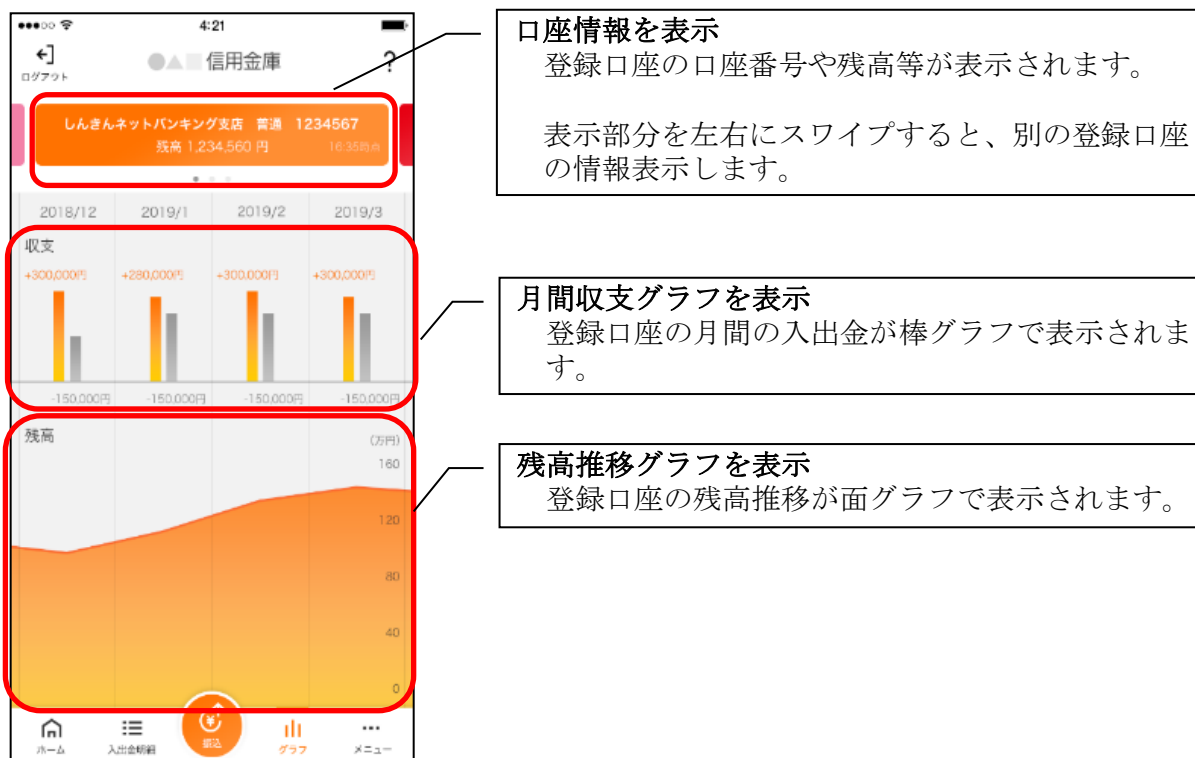 4:21
ログアウト
●▲■信用金庫
?
しんきんネットバンキング支店 普通 1234567
残高 1,234,560 円 16:35時点
2018/12 2019/1 2019/2 2019/3
収支
+300,000円 +280,000円 +300,000円 +300,000円
-150,000円 -150,000円 -150,000円 -150,000円
残高
(万円)
160
120
80
40
0
ホーム 入出金明細 振込 グラフ メニュー
口座情報を表示
登録口座の口座番号や残高等が表示されます。
表示部分を左右にスワイプすると、別の登録口座
の情報表示します。
月間収支グラフを表示
登録口座の月間の入出金が棒グラフで表示されま
す。
残高推移グラフを表示
登録口座の残高推移が面グラフで表示されます。